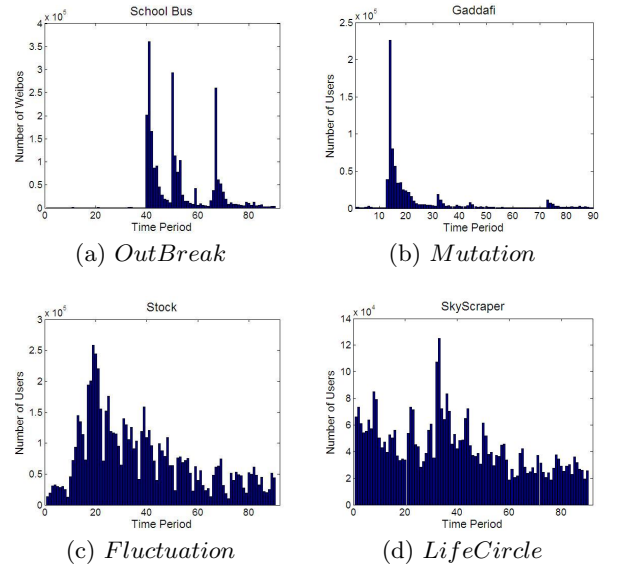 School Bus
x 10^5
4
3.5
3
2.5
2
1.5
1
0.5
0
Number of Weibos
0 20 40 60 80
Time Period
(a) OutBreak
Gaddafi
x 10^5
2.5
2
1.5
1
0.5
0
Number of Users
10 20 30 40 50 60 70 80 90
Time Period
(b) Mutation
Stock
x 10^5
3
2.5
2
1.5
1
0.5
0
Number of Users
0 20 40 60 80
Time Period
(c) Fluctuation
SkyScraper
x 10^4
14
12
10
8
6
4
2
0
Number of Users
0 20 40 60 80
Time Period
(d) LifeCircle